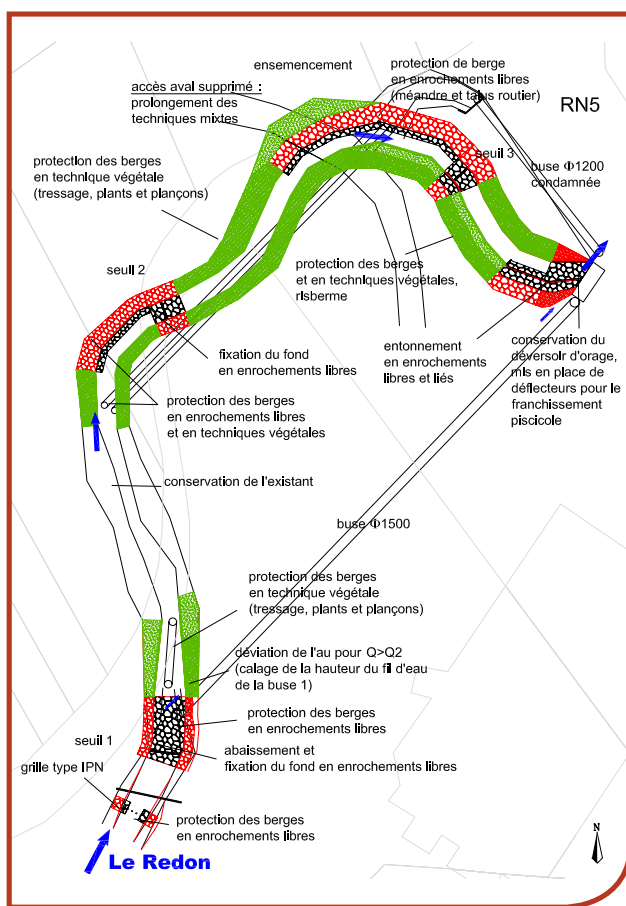 ensemencement
protection de berge
en enrochements libres
(méandre et talus routier)
RN5
accès aval supprimé :
prolongement des
techniques mixtes
seuil 3
buse Φ1200
condamnée
protection des berges
en technique végétale
(tressage, plants et plançons)
seuil 2
protection des berges
et en techniques végétales,
risberme
fixation du fond
en enrochements libres
entonnement
en enrochements
libres et liés
conservation du
déversoir d'orage,
mis en place de
déflecteurs pour le
franchissement
piscicole
protection des berges
en enrochements libres
et en techniques végétales
conservation de l'existant
buse Φ1500
protection des berges
en technique végétale
(tressage, plants et plançons)
déviation de l'au pour Q>Q2
(calage de la hauteur du fil d'eau
de la buse 1)
protection des berges
en enrochements libres
seuil 1
abaissement et
fixation du fond en enrochements libres
grille type IPN
protection des berges
en enrochements libres
Le Redon
N